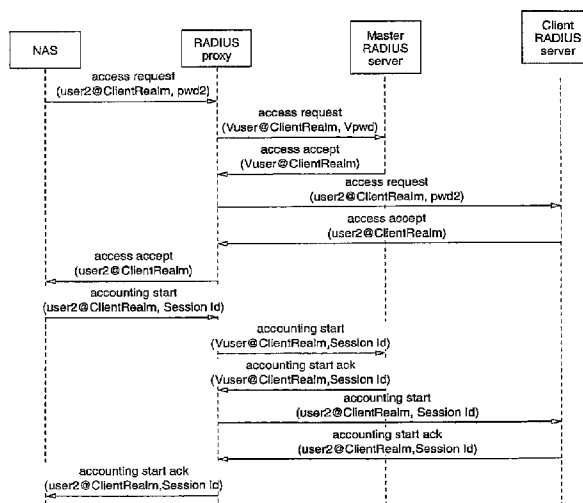 NAS
RADIUS
proxy
Master
RADIUS
server
Client
RADIUS
server
access request
(user2@ClientRealm, pwd2)
access request
(Vuser@ClientRealm, Vpwd)
access accept
(Vuser@ClientRealm)
access request
(user2@ClientRealm, pwd2)
access accept
(user2@ClientRealm)
access accept
(user2@ClientRealm)
accounting start
(user2@ClientRealm, Session Id)
accounting start
(Vuser@ClientRealm,Session Id)
accounting start ack
(Vuser@ClientRealm,Session Id)
accounting start
(user2@ClientRealm, Session Id)
accounting start ack
(user2@ClientRealm,Session Id)
accounting start ack
(user2@ClientRealm,Session Id)